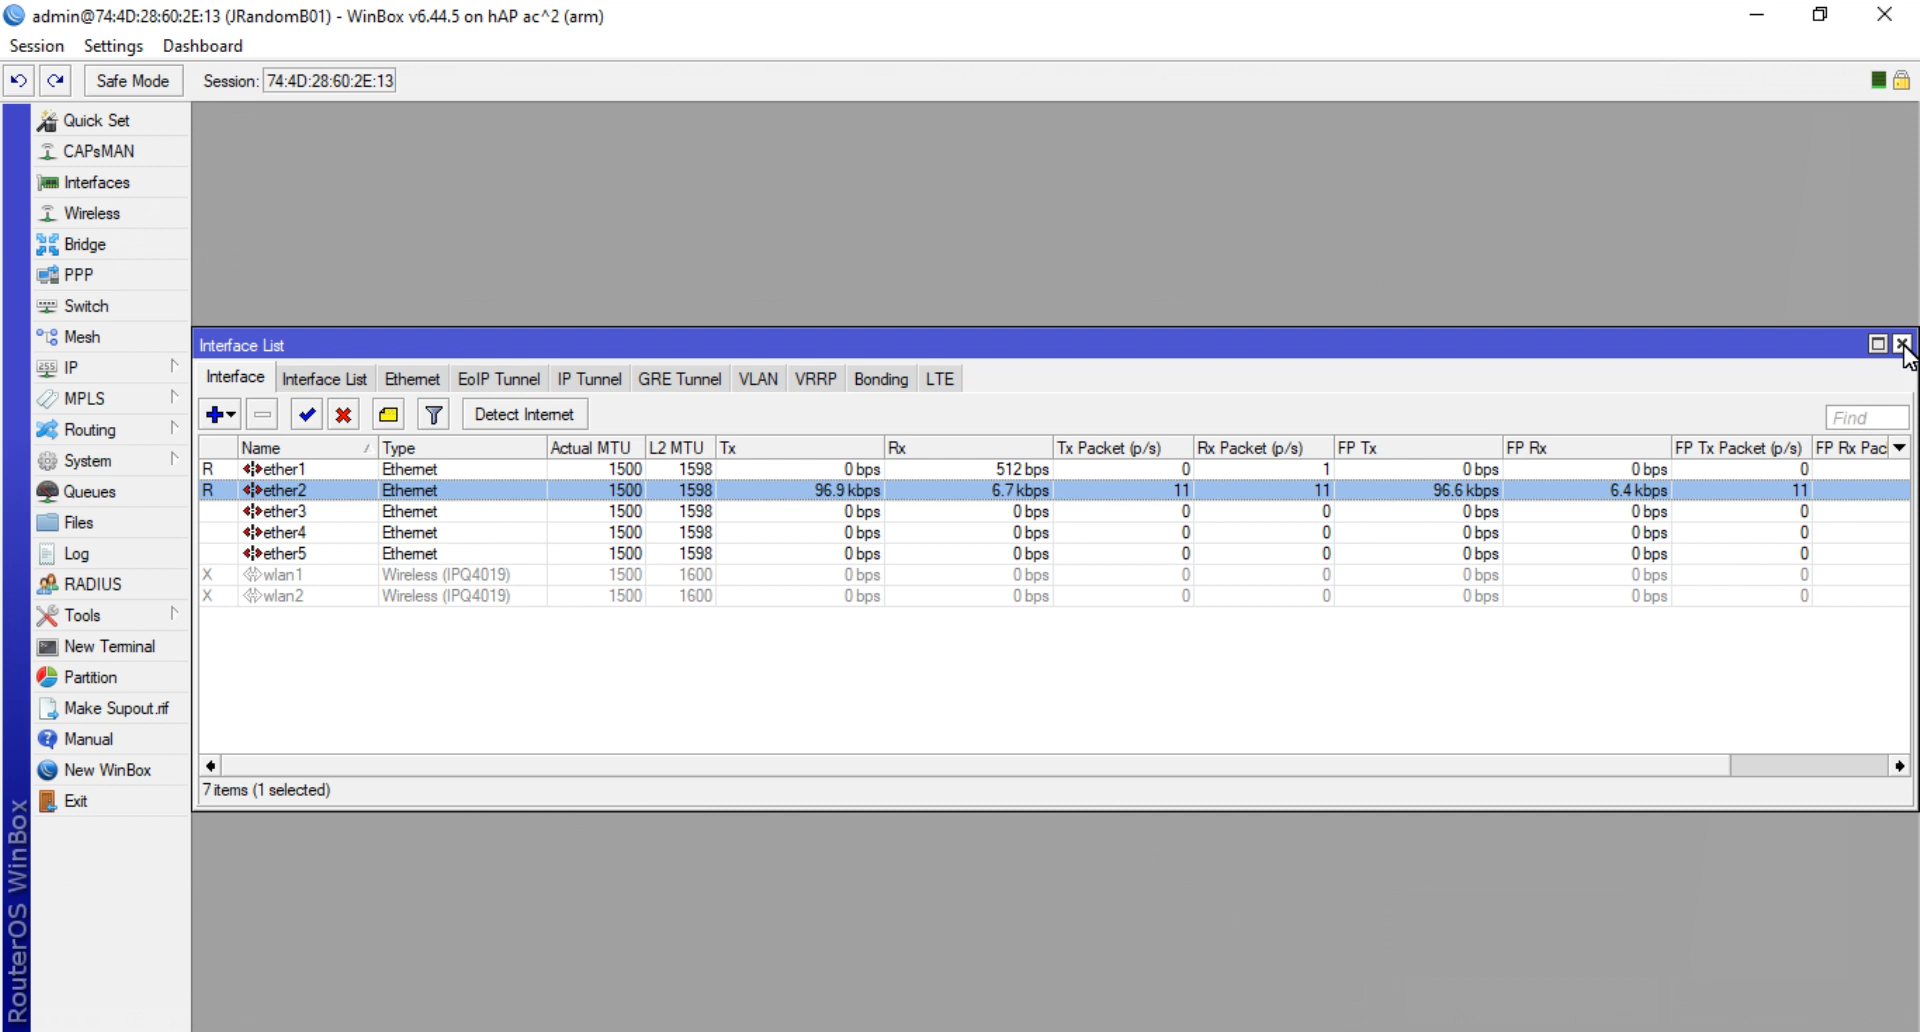 admin@74:4D:28:60:2E:13 (JRandomB01) - WinBox v6.44.5 on hAP ac^2 (arm)
Session Settings Dashboard
Safe Mode Session: 74:4D:28:60:2E:13
Quick Set
CAPsMAN
Interfaces
Wireless
Bridge
PPP
Switch
Mesh
IP
MPLS
Routing
System
Queues
Files
Log
RADIUS
Tools
New Terminal
Partition
Make Supout.rif
Manual
New WinBox
Exit
RouterOS WinBox
Interface List
Interface Interface List Ethernet EoIP Tunnel IP Tunnel GRE Tunnel VLAN VRRP Bonding LTE
Detect Internet Find
Name Type Actual MTU L2 MTU Tx Rx Tx Packet (p/s) Rx Packet (p/s) FP Tx FP Rx FP Tx Packet (p/s) FP Rx Pac
R ether1 Ethernet 1500 1598 0 bps 512 bps 0 1 0 bps 0 bps 0
R ether2 Ethernet 1500 1598 96.9 kbps 6.7 kbps 11 11 96.6 kbps 6.4 kbps 11
ether3 Ethernet 1500 1598 0 bps 0 bps 0 0 0 bps 0 bps 0
ether4 Ethernet 1500 1598 0 bps 0 bps 0 0 0 bps 0 bps 0
ether5 Ethernet 1500 1598 0 bps 0 bps 0 0 0 bps 0 bps 0
X wlan1 Wireless (IPQ4019) 1500 1600 0 bps 0 bps 0 0 0 bps 0 bps 0
X wlan2 Wireless (IPQ4019) 1500 1600 0 bps 0 bps 0 0 0 bps 0 bps 0
7 items (1 selected)